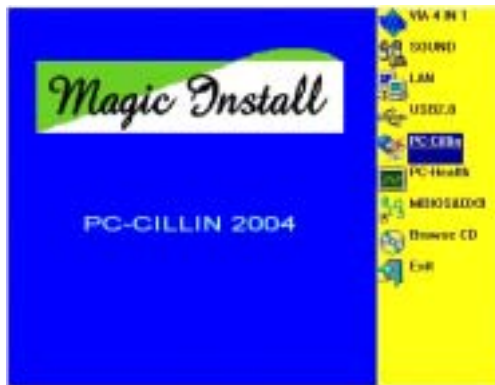 Magic Install
PC-CILLIN 2004
VIA 4 IN 1
SOUND
LAN
USB2.0
PC-Cillin
PC-Health
Browse CD
Exit